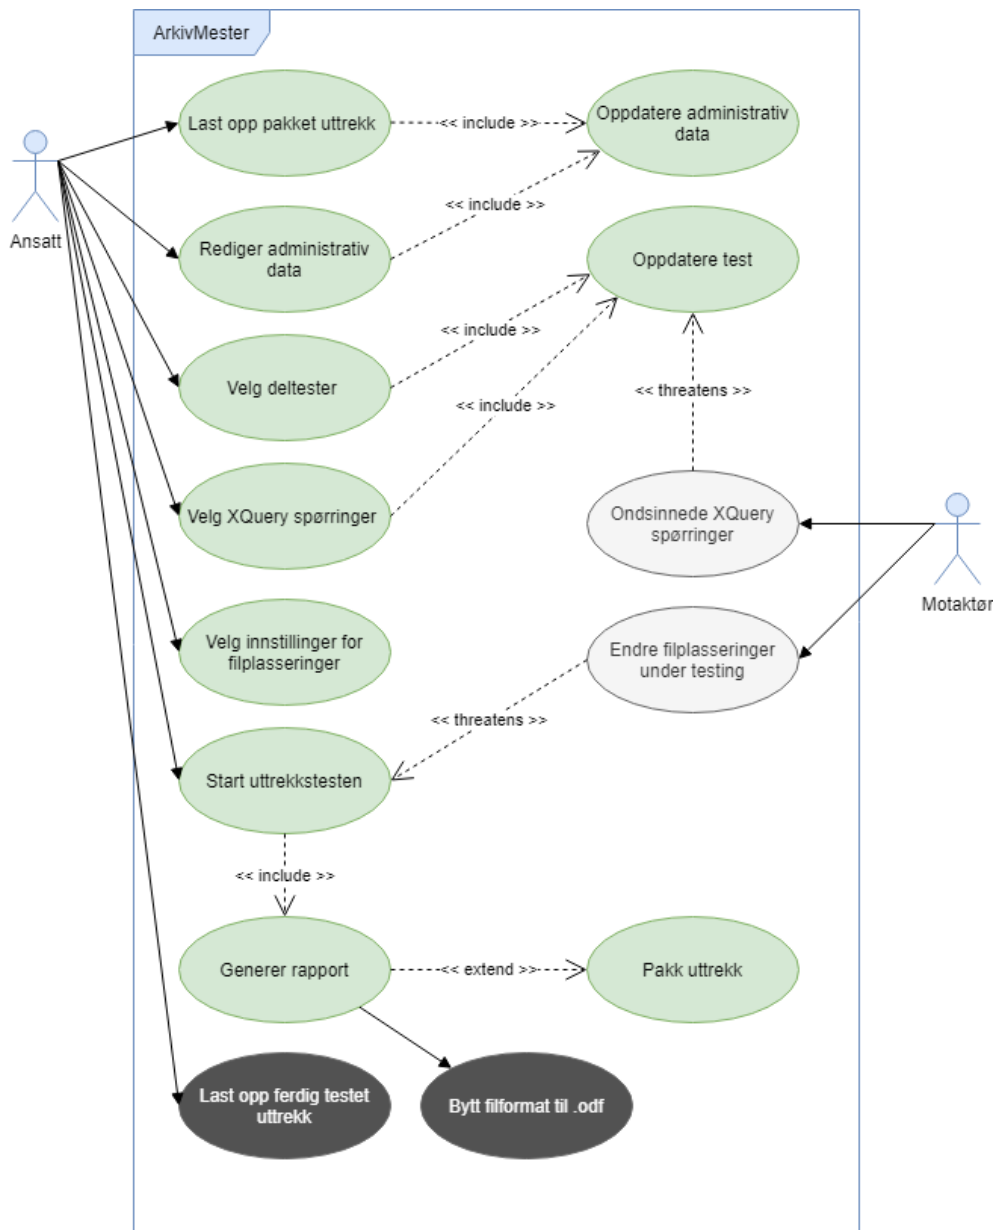 ArkivMester
Last opp pakket uttrekk
<< include >>
Oppdatere administrativ
data
Ansatt
<< include >>
Rediger administrativ
data
Oppdatere test
<< include >>
Velg deltester
<< threatens >>
<< include >>
Velg XQuery spørringer
Ondsinnede XQuery
spørringer
Motaktør
Velg innstillinger for
filplasseringer
Endre filplasseringer
under testing
<< threatens >>
Start uttrekkstesten
<< include >>
Generer rapport
<< extend >>
Pakk uttrekk
Last opp ferdig testet
uttrekk
Bytt filformat til .odf